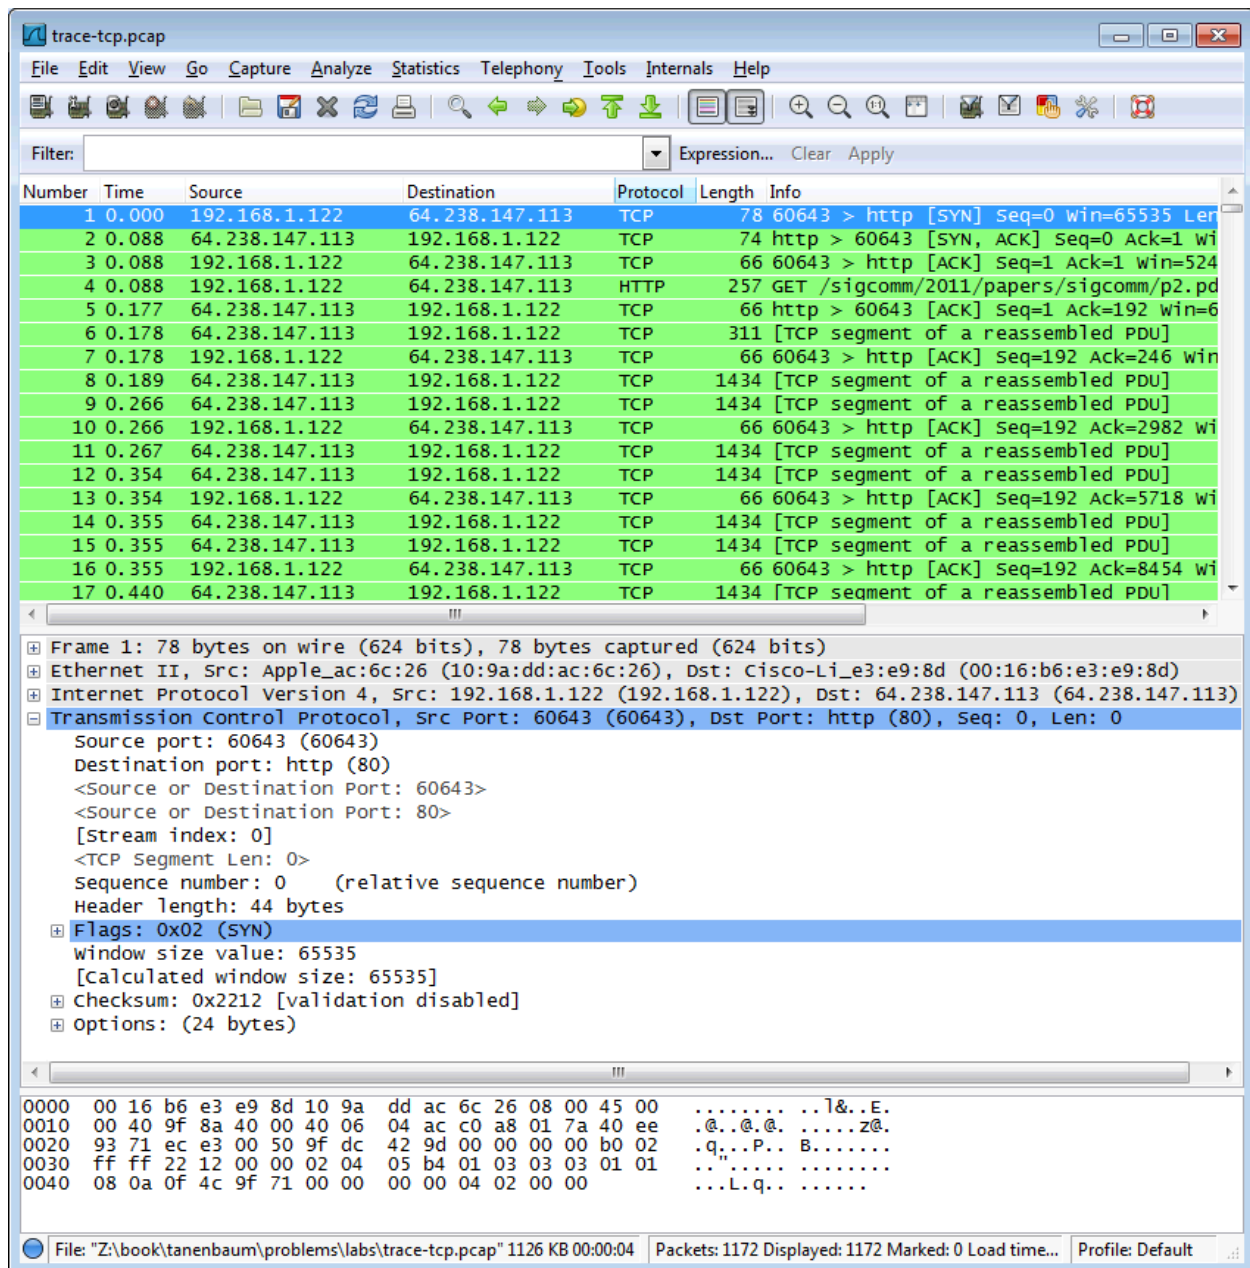 trace-tcp.pcap
File Edit View Go Capture Analyze Statistics Telephony Tools Internals Help
Filter: Expression... Clear Apply
Number Time Source Destination Protocol Length Info
1 0.000 192.168.1.122 64.238.147.113 TCP 78 60643 > http [SYN] Seq=0 Win=65535 Len
2 0.088 64.238.147.113 192.168.1.122 TCP 74 http > 60643 [SYN, ACK] Seq=0 Ack=1 Wi
3 0.088 192.168.1.122 64.238.147.113 TCP 66 60643 > http [ACK] Seq=1 Ack=1 Win=524
4 0.088 192.168.1.122 64.238.147.113 HTTP 257 GET /sigcomm/2011/papers/sigcomm/p2.pd
5 0.177 64.238.147.113 192.168.1.122 TCP 66 http > 60643 [ACK] Seq=1 Ack=192 Win=6
6 0.178 64.238.147.113 192.168.1.122 TCP 311 [TCP segment of a reassembled PDU]
7 0.178 192.168.1.122 64.238.147.113 TCP 66 60643 > http [ACK] Seq=192 Ack=246 Win
8 0.189 64.238.147.113 192.168.1.122 TCP 1434 [TCP segment of a reassembled PDU]
9 0.266 64.238.147.113 192.168.1.122 TCP 1434 [TCP segment of a reassembled PDU]
10 0.266 192.168.1.122 64.238.147.113 TCP 66 60643 > http [ACK] Seq=192 Ack=2982 Wi
11 0.267 64.238.147.113 192.168.1.122 TCP 1434 [TCP segment of a reassembled PDU]
12 0.354 64.238.147.113 192.168.1.122 TCP 1434 [TCP segment of a reassembled PDU]
13 0.354 192.168.1.122 64.238.147.113 TCP 66 60643 > http [ACK] Seq=192 Ack=5718 Wi
14 0.355 64.238.147.113 192.168.1.122 TCP 1434 [TCP segment of a reassembled PDU]
15 0.355 64.238.147.113 192.168.1.122 TCP 1434 [TCP segment of a reassembled PDU]
16 0.355 192.168.1.122 64.238.147.113 TCP 66 60643 > http [ACK] Seq=192 Ack=8454 Wi
17 0.440 64.238.147.113 192.168.1.122 TCP 1434 [TCP segment of a reassembled PDU]
Frame 1: 78 bytes on wire (624 bits), 78 bytes captured (624 bits)
Ethernet II, Src: Apple_ac:6c:26 (10:9a:dd:ac:6c:26), Dst: Cisco-Li_e3:e9:8d (00:16:b6:e3:e9:8d)
Internet Protocol Version 4, Src: 192.168.1.122 (192.168.1.122), Dst: 64.238.147.113 (64.238.147.113)
Transmission Control Protocol, Src Port: 60643 (60643), Dst Port: http (80), Seq: 0, Len: 0
Source port: 60643 (60643)
Destination port: http (80)
<Source or Destination Port: 60643>
<Source or Destination Port: 80>
[Stream index: 0]
<TCP Segment Len: 0>
Sequence number: 0 (relative sequence number)
Header length: 44 bytes
Flags: 0x02 (SYN)
Window size value: 65535
[Calculated window size: 65535]
Checksum: 0x2212 [validation disabled]
Options: (24 bytes)
0000 00 16 b6 e3 e9 8d 10 9a dd ac 6c 26 08 00 45 00 ........ ..l&..E.
0010 00 40 9f 8a 40 00 40 06 04 ac c0 a8 01 7a 40 ee .@..@.@. .....z@.
0020 93 71 ec e3 00 50 9f dc 42 9d 00 00 00 00 b0 02 .q...P.. B.......
0030 ff ff 22 12 00 00 02 04 05 b4 01 03 03 03 01 01 .."..... ........
0040 08 0a 0f 4c 9f 71 00 00 00 00 04 02 00 00 ...L.q.. ......
File: "Z:\book\tanenbaum\problems\labs\trace-tcp.pcap" 1126 KB 00:00:04 Packets: 1172 Displayed: 1172 Marked: 0 Load time... Profile: Default